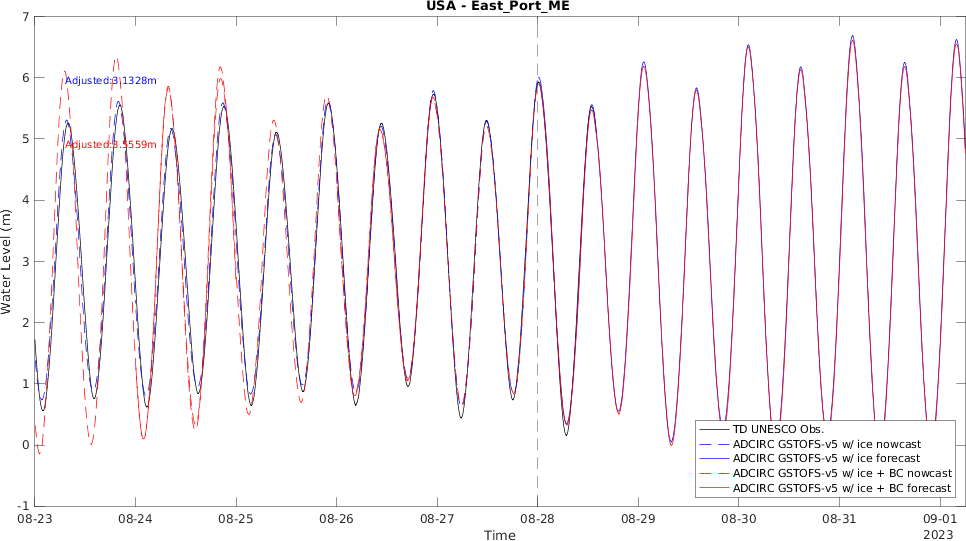 USA - East_Port_ME
7
6
5
4
3
2
1
0
-1
Water Level (m)
Adjusted:3.1328m
Adjusted:3.5559m
TD UNESCO Obs.
ADCIRC GSTOFS-v5 w/ ice nowcast
ADCIRC GSTOFS-v5 w/ ice forecast
ADCIRC GSTOFS-v5 w/ ice + BC nowcast
ADCIRC GSTOFS-v5 w/ ice + BC forecast
08-23 08-24 08-25 08-26 08-27 08-28 08-29 08-30 08-31 09-01
Time
2023